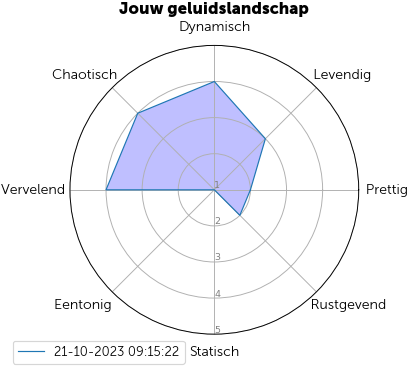 Jouw geluidslandschap
Dynamisch
Chaotisch
Levendig
Vervelend
Prettig
1
2
3
4
5
Eentonig
Rustgevend
Statisch
21-10-2023 09:15:22